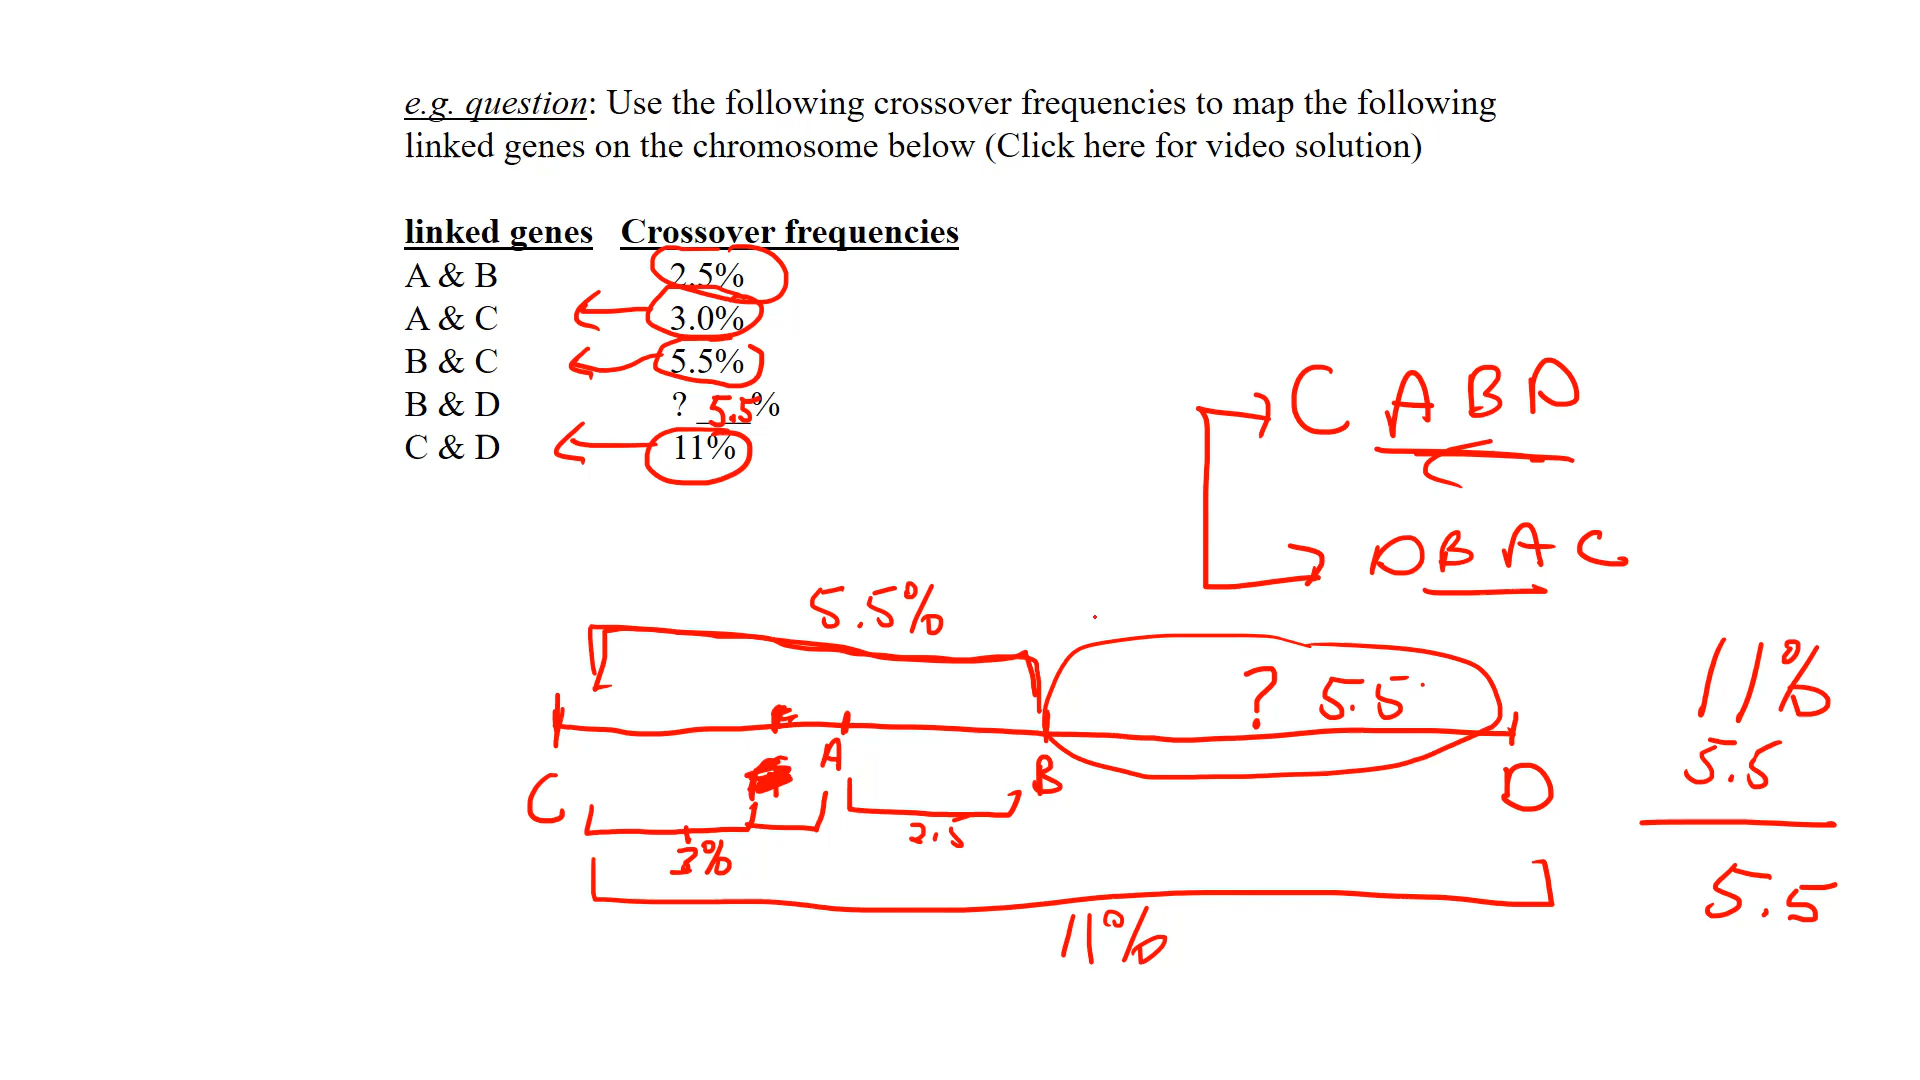 e.g. question: Use the following crossover frequencies to map the following
linked genes on the chromosome below (Click here for video solution)
linked genes Crossover frequencies
A & B 2.5%
A & C 3.0%
B & C 5.5%
B & D ? 5.5%
C & D 11%
C A B D
D B A C
5.5%
? 5.5
C A B D
3% 2.5
11%
11%
5.5
5.5